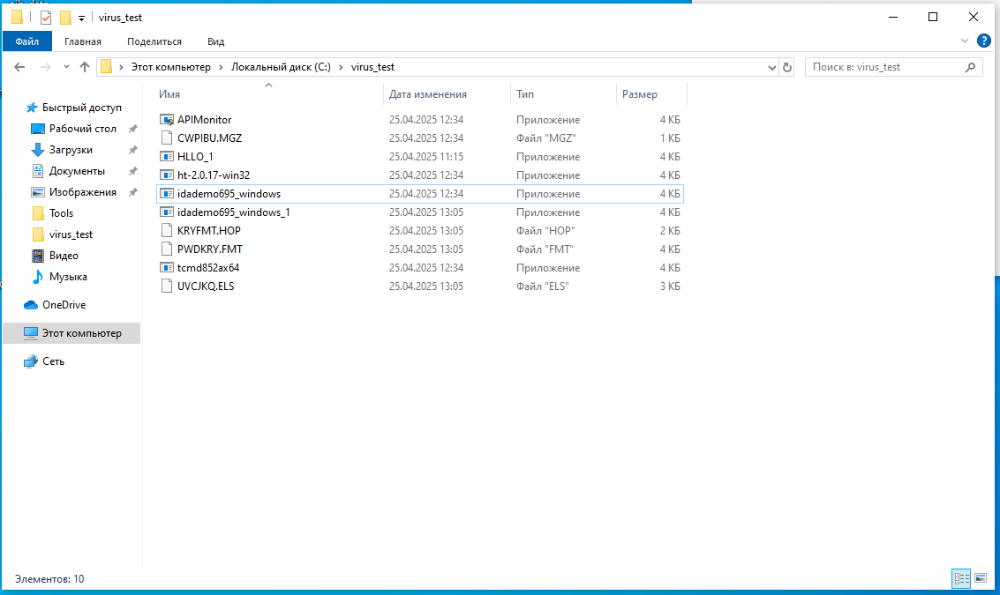 virus_test
Файл Главная Поделиться Вид
Этот компьютер Локальный диск (C:) virus_test Поиск в: virus_test
Имя Дата изменения Тип Размер
Быстрый доступ
Рабочий стол
Загрузки
Документы
Изображения
Tools
virus_test
Видео
Музыка
OneDrive
Этот компьютер
Сеть
APIMonitor 25.04.2025 12:34 Приложение 4 КБ
CWPIBU.MGZ 25.04.2025 12:34 Файл "MGZ" 1 КБ
HLLO_1 25.04.2025 11:15 Приложение 4 КБ
ht-2.0.17-win32 25.04.2025 12:34 Приложение 4 КБ
idademo695_windows 25.04.2025 12:34 Приложение 4 КБ
idademo695_windows_1 25.04.2025 13:05 Приложение 4 КБ
KRYFMT.HOP 25.04.2025 13:05 Файл "HOP" 2 КБ
PWDKRY.FMT 25.04.2025 13:05 Файл "FMT" 4 КБ
tcmd852ax64 25.04.2025 12:34 Приложение 4 КБ
UVCJKQ.ELS 25.04.2025 13:05 Файл "ELS" 3 КБ
Элементов: 10